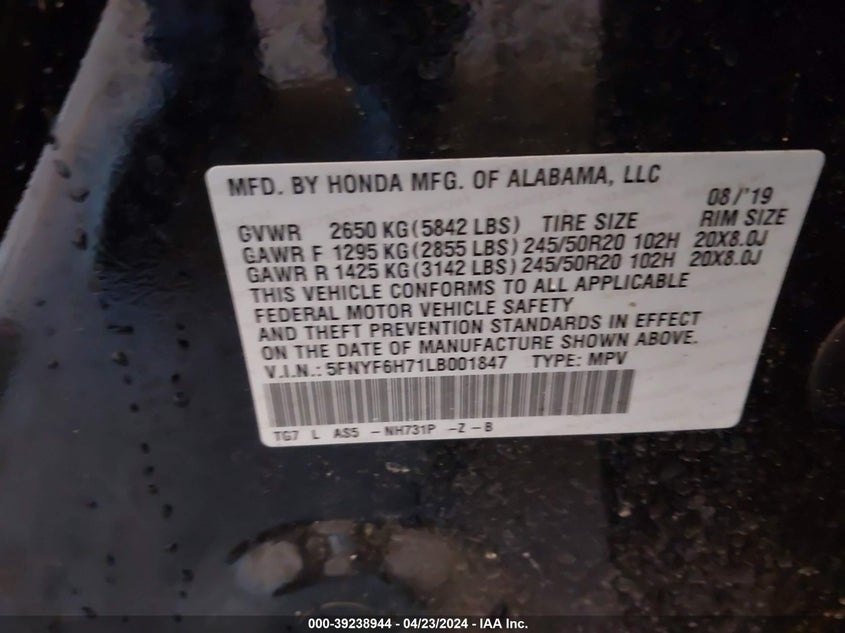 MFD. BY HONDA MFG. OF ALABAMA, LLC
08/'19
GVWR 2650 KG (5842 LBS) TIRE SIZE RIM SIZE
GAWR F 1295 KG (2855 LBS) 245/50R20 102H 20X8.0J
GAWR R 1425 KG (3142 LBS) 245/50R20 102H 20X8.0J
THIS VEHICLE CONFORMS TO ALL APPLICABLE
FEDERAL MOTOR VEHICLE SAFETY
AND THEFT PREVENTION STANDARDS IN EFFECT
ON THE DATE OF MANUFACTURE SHOWN ABOVE.
V.I.N.: 5FNYF6H71LB001847 TYPE: MPV
TG7 L AS5 -NH731P -Z-B
000-39238944 - 04/23/2024 - IAA Inc.